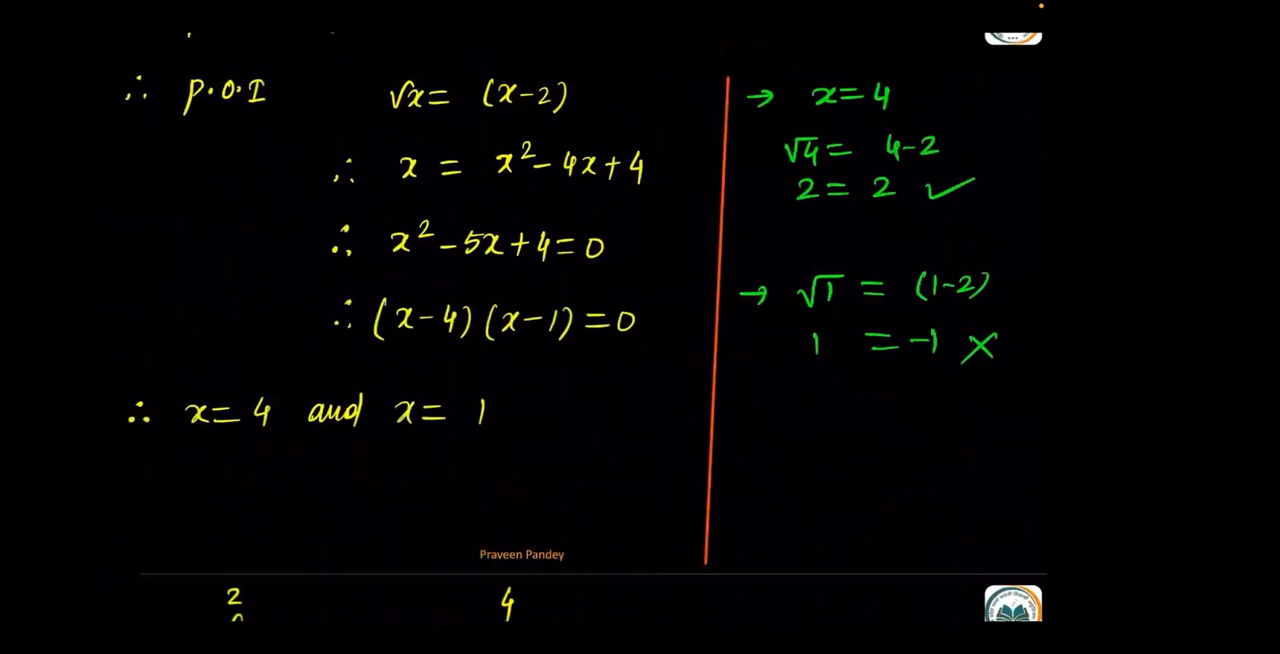 ∴ P.O.I √x = (x-2)
∴ x = x² - 4x + 4
∴ x² - 5x + 4 = 0
∴ (x-4)(x-1) = 0
∴ x = 4 and x = 1
→ x = 4
√4 = 4-2
2 = 2 ✓
→ √1 = (1-2)
1 = -1 ✗
Praveen Pandey
2 4